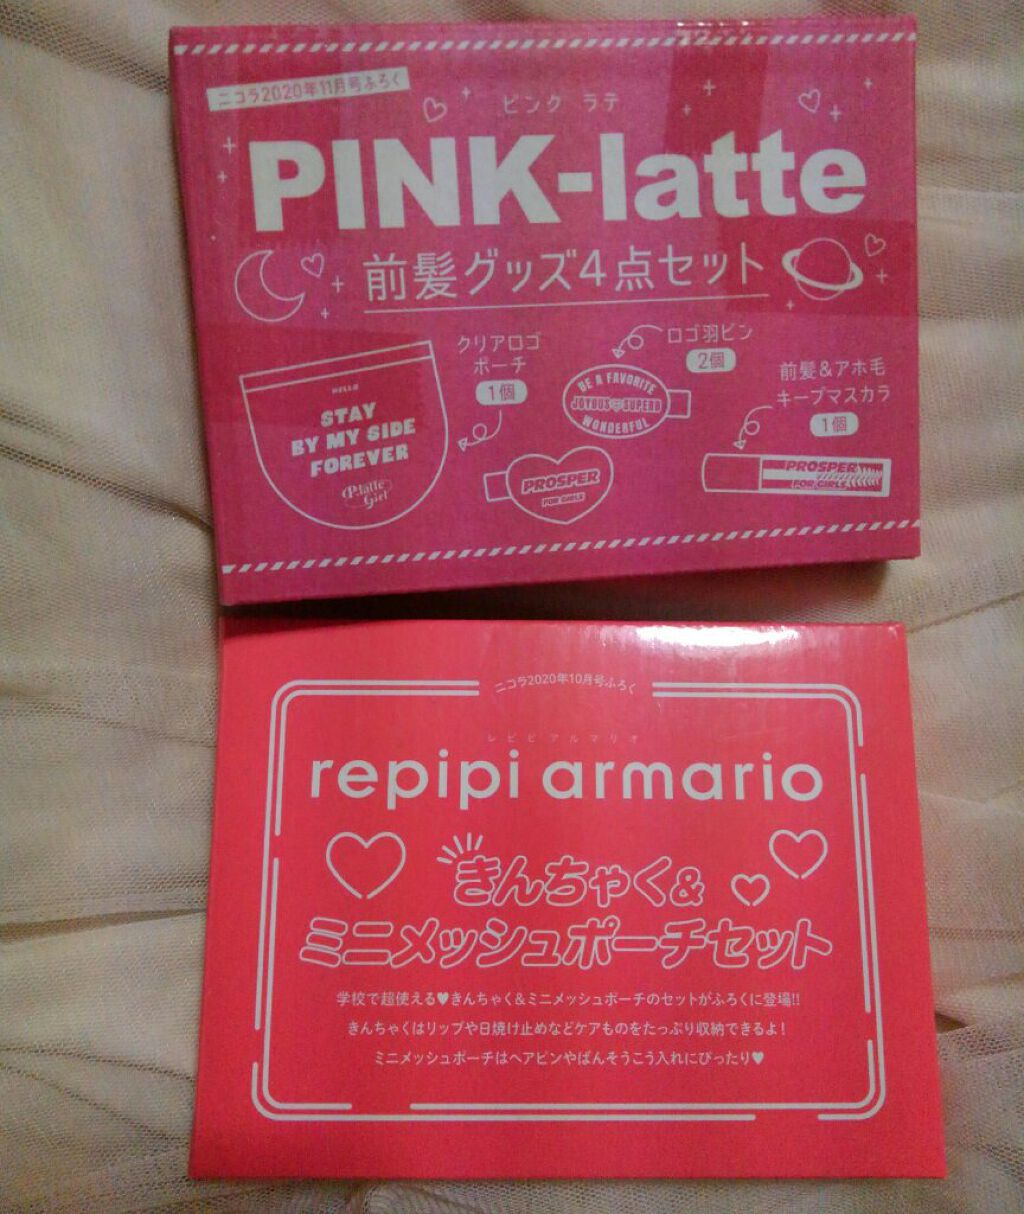 ニコラ2020年11月号ふろく
ピンク ラテ
PINK-latte
前髪グッズ4点セット
クリアロゴ
ポーチ
1個
ロゴ羽ピン
2個
前髪&アホ毛
キープマスカラ
1個
HELLO
STAY
BY MY SIDE
FOREVER
P.latte
Girl
BE A FAVORITE
JOYOUS SUPERB
WONDERFUL
PROSPER
FOR GIRLS
PROSPER
FOR GIRLS
ニコラ2020年10月号ふろく
レピピアルマリオ
repipi armario
きんちゃく&
ミニメッシュポーチセット
学校で超使える♥きんちゃく&ミニメッシュポーチのセットがふろくに登場!!
きんちゃくはリップや日焼け止めなどケアものをたっぷり収納できるよ!
ミニメッシュポーチはヘアピンやばんそうこう入れにぴったり♥